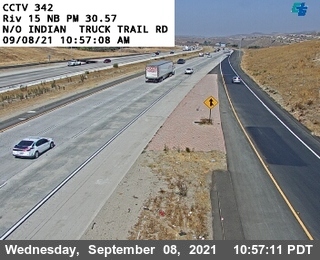 CCTV 342
Riv 15 NB PM 30.57
N/O INDIAN TRUCK TRAIL RD
09/08/21 10:57:08 AM
Wednesday, September 08, 2021 10:57:11 PDT